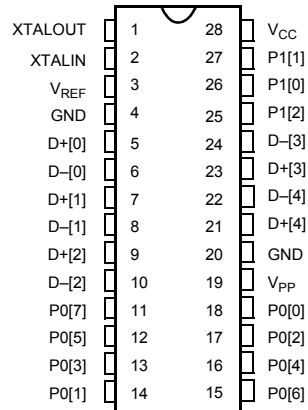 XTALOUT 1 28 VCC
XTALIN 2 27 P1[1]
VREF 3 26 P1[0]
GND 4 25 P1[2]
D+[0] 5 24 D–[3]
D–[0] 6 23 D+[3]
D+[1] 7 22 D–[4]
D–[1] 8 21 D+[4]
D+[2] 9 20 GND
D–[2] 10 19 VPP
P0[7] 11 18 P0[0]
P0[5] 12 17 P0[2]
P0[3] 13 16 P0[4]
P0[1] 14 15 P0[6]